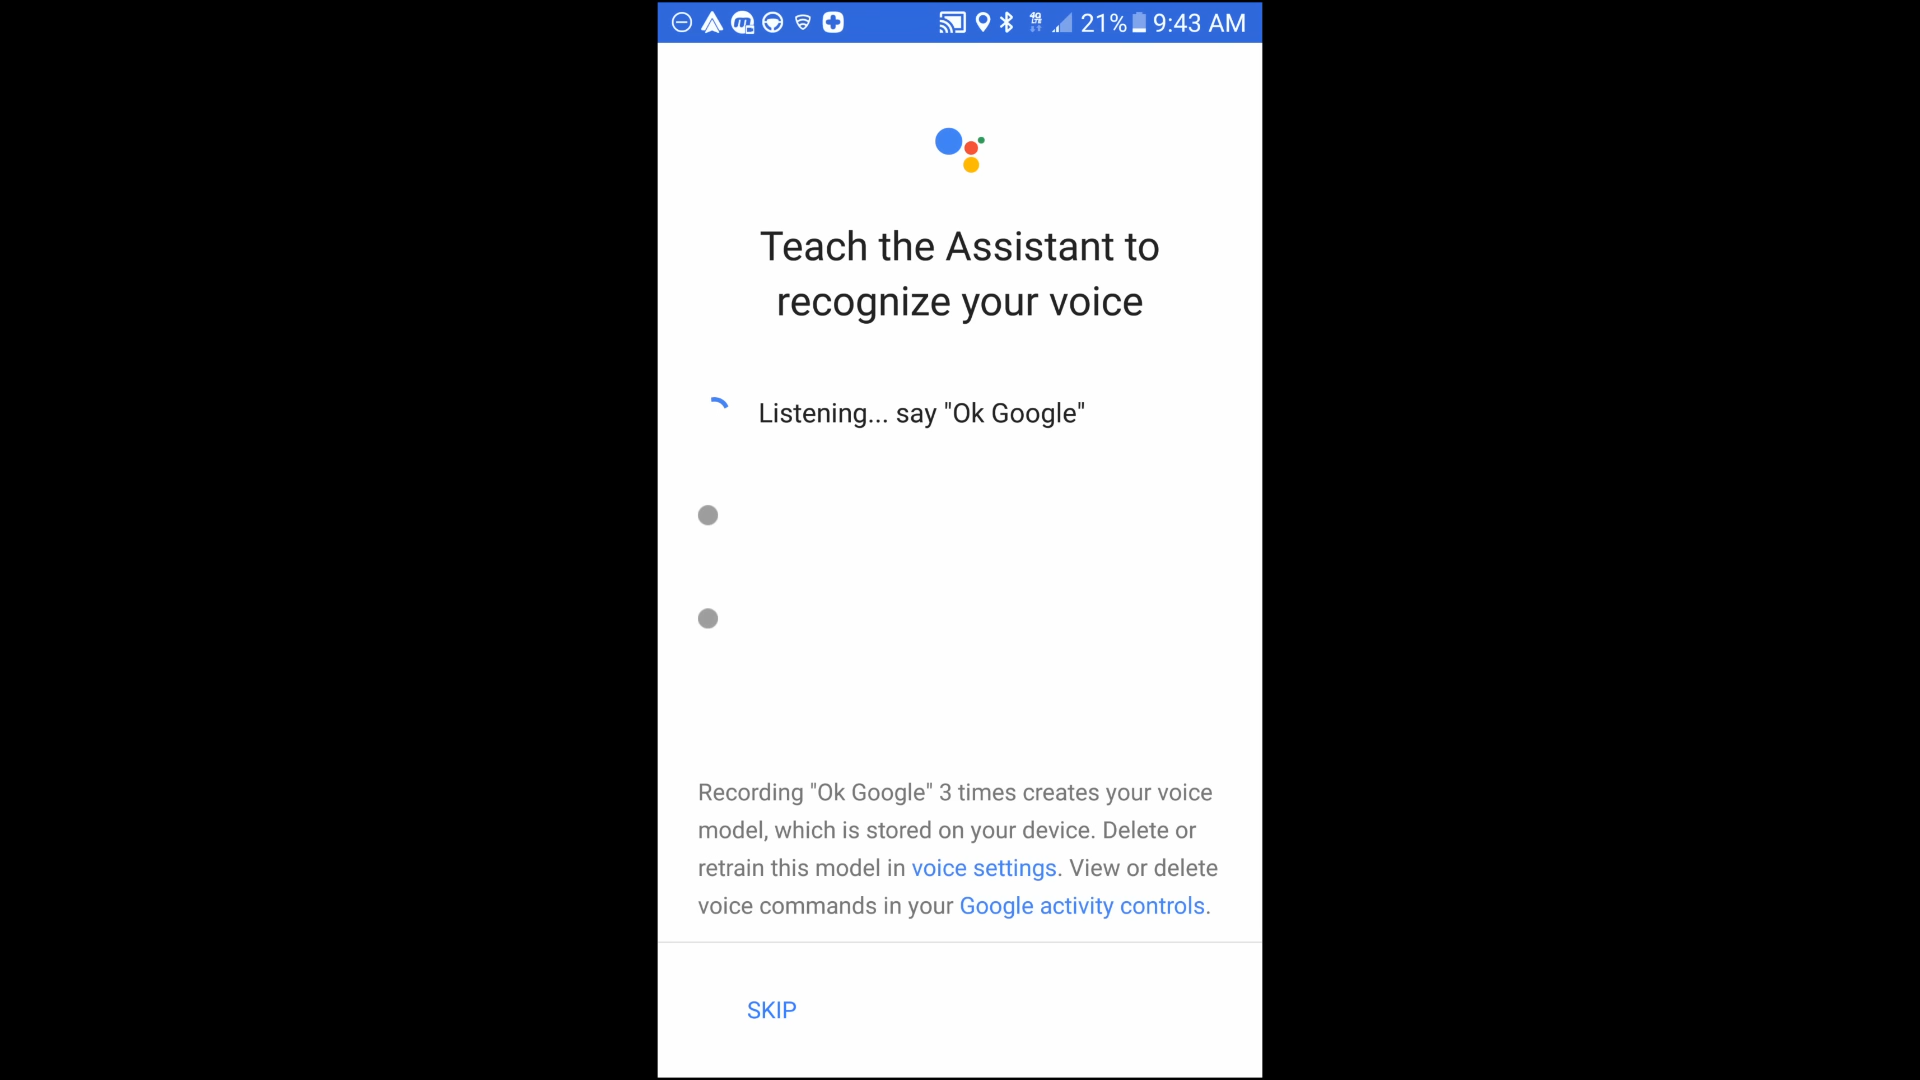 21% 9:43 AM
Teach the Assistant to
recognize your voice
Listening... say "Ok Google"
Recording "Ok Google" 3 times creates your voice
model, which is stored on your device. Delete or
retrain this model in voice settings. View or delete
voice commands in your Google activity controls.
SKIP